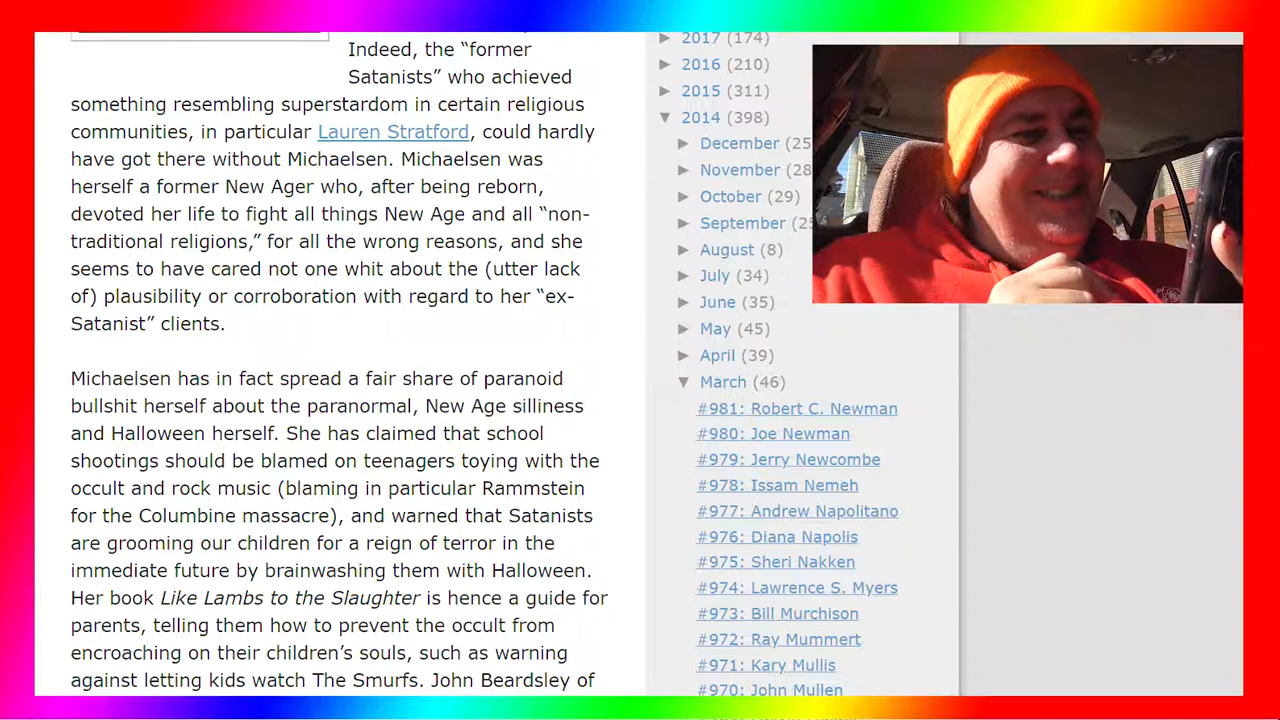 Indeed, the “former
Satanists” who achieved
something resembling superstardom in certain religious
communities, in particular Lauren Stratford, could hardly
have got there without Michaelsen. Michaelsen was
herself a former New Ager who, after being reborn,
devoted her life to fight all things New Age and all “non-
traditional religions,” for all the wrong reasons, and she
seems to have cared not one whit about the (utter lack
of) plausibility or corroboration with regard to her “ex-
Satanist” clients.
Michaelsen has in fact spread a fair share of paranoid
bullshit herself about the paranormal, New Age silliness
and Halloween herself. She has claimed that school
shootings should be blamed on teenagers toying with the
occult and rock music (blaming in particular Rammstein
for the Columbine massacre), and warned that Satanists
are grooming our children for a reign of terror in the
immediate future by brainwashing them with Halloween.
Her book Like Lambs to the Slaughter is hence a guide for
parents, telling them how to prevent the occult from
encroaching on their children’s souls, such as warning
against letting kids watch The Smurfs. John Beardsley of
► 2017 (174)
► 2016 (210)
► 2015 (311)
▼ 2014 (398)
► December (25
► November (28
► October (29)
► September (25
► August (8)
► July (34)
► June (35)
► May (45)
► April (39)
▼ March (46)
#981: Robert C. Newman
#980: Joe Newman
#979: Jerry Newcombe
#978: Issam Nemeh
#977: Andrew Napolitano
#976: Diana Napolis
#975: Sheri Nakken
#974: Lawrence S. Myers
#973: Bill Murchison
#972: Ray Mummert
#971: Kary Mullis
#970: John Mullen